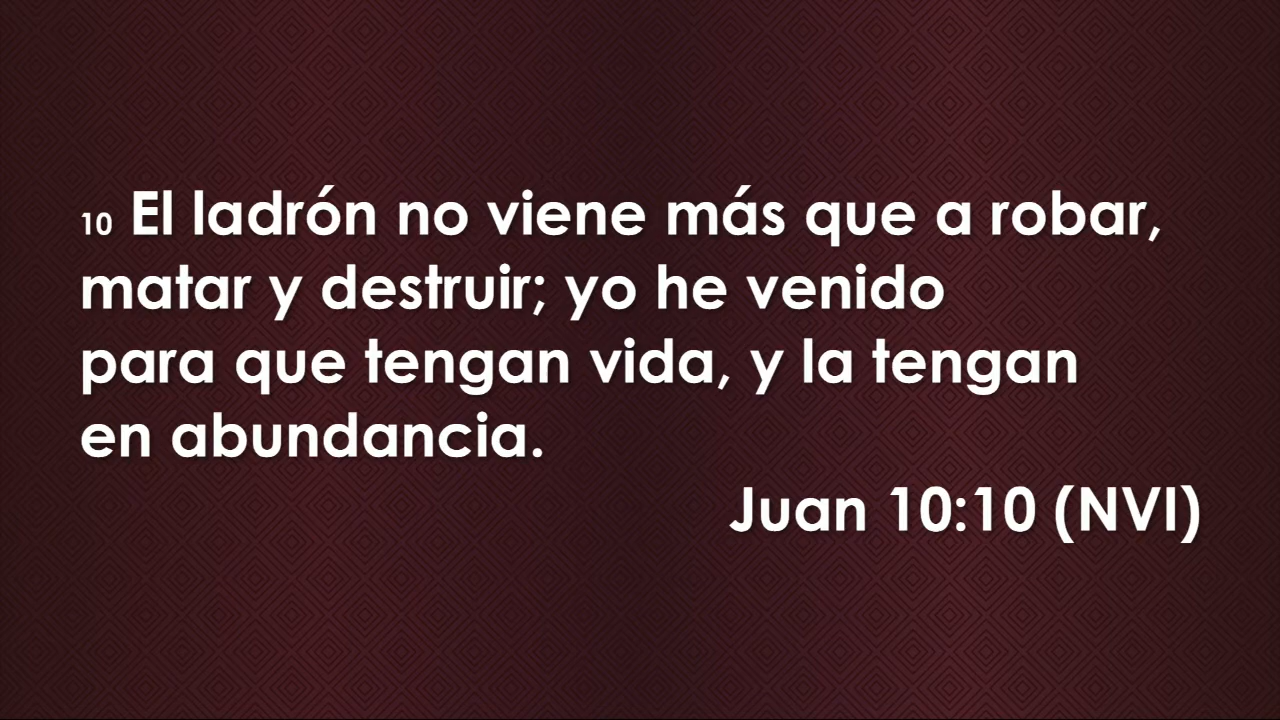 10 El ladrón no viene más que a robar,
matar y destruir; yo he venido
para que tengan vida, y la tengan
en abundancia.
Juan 10:10 (NVI)